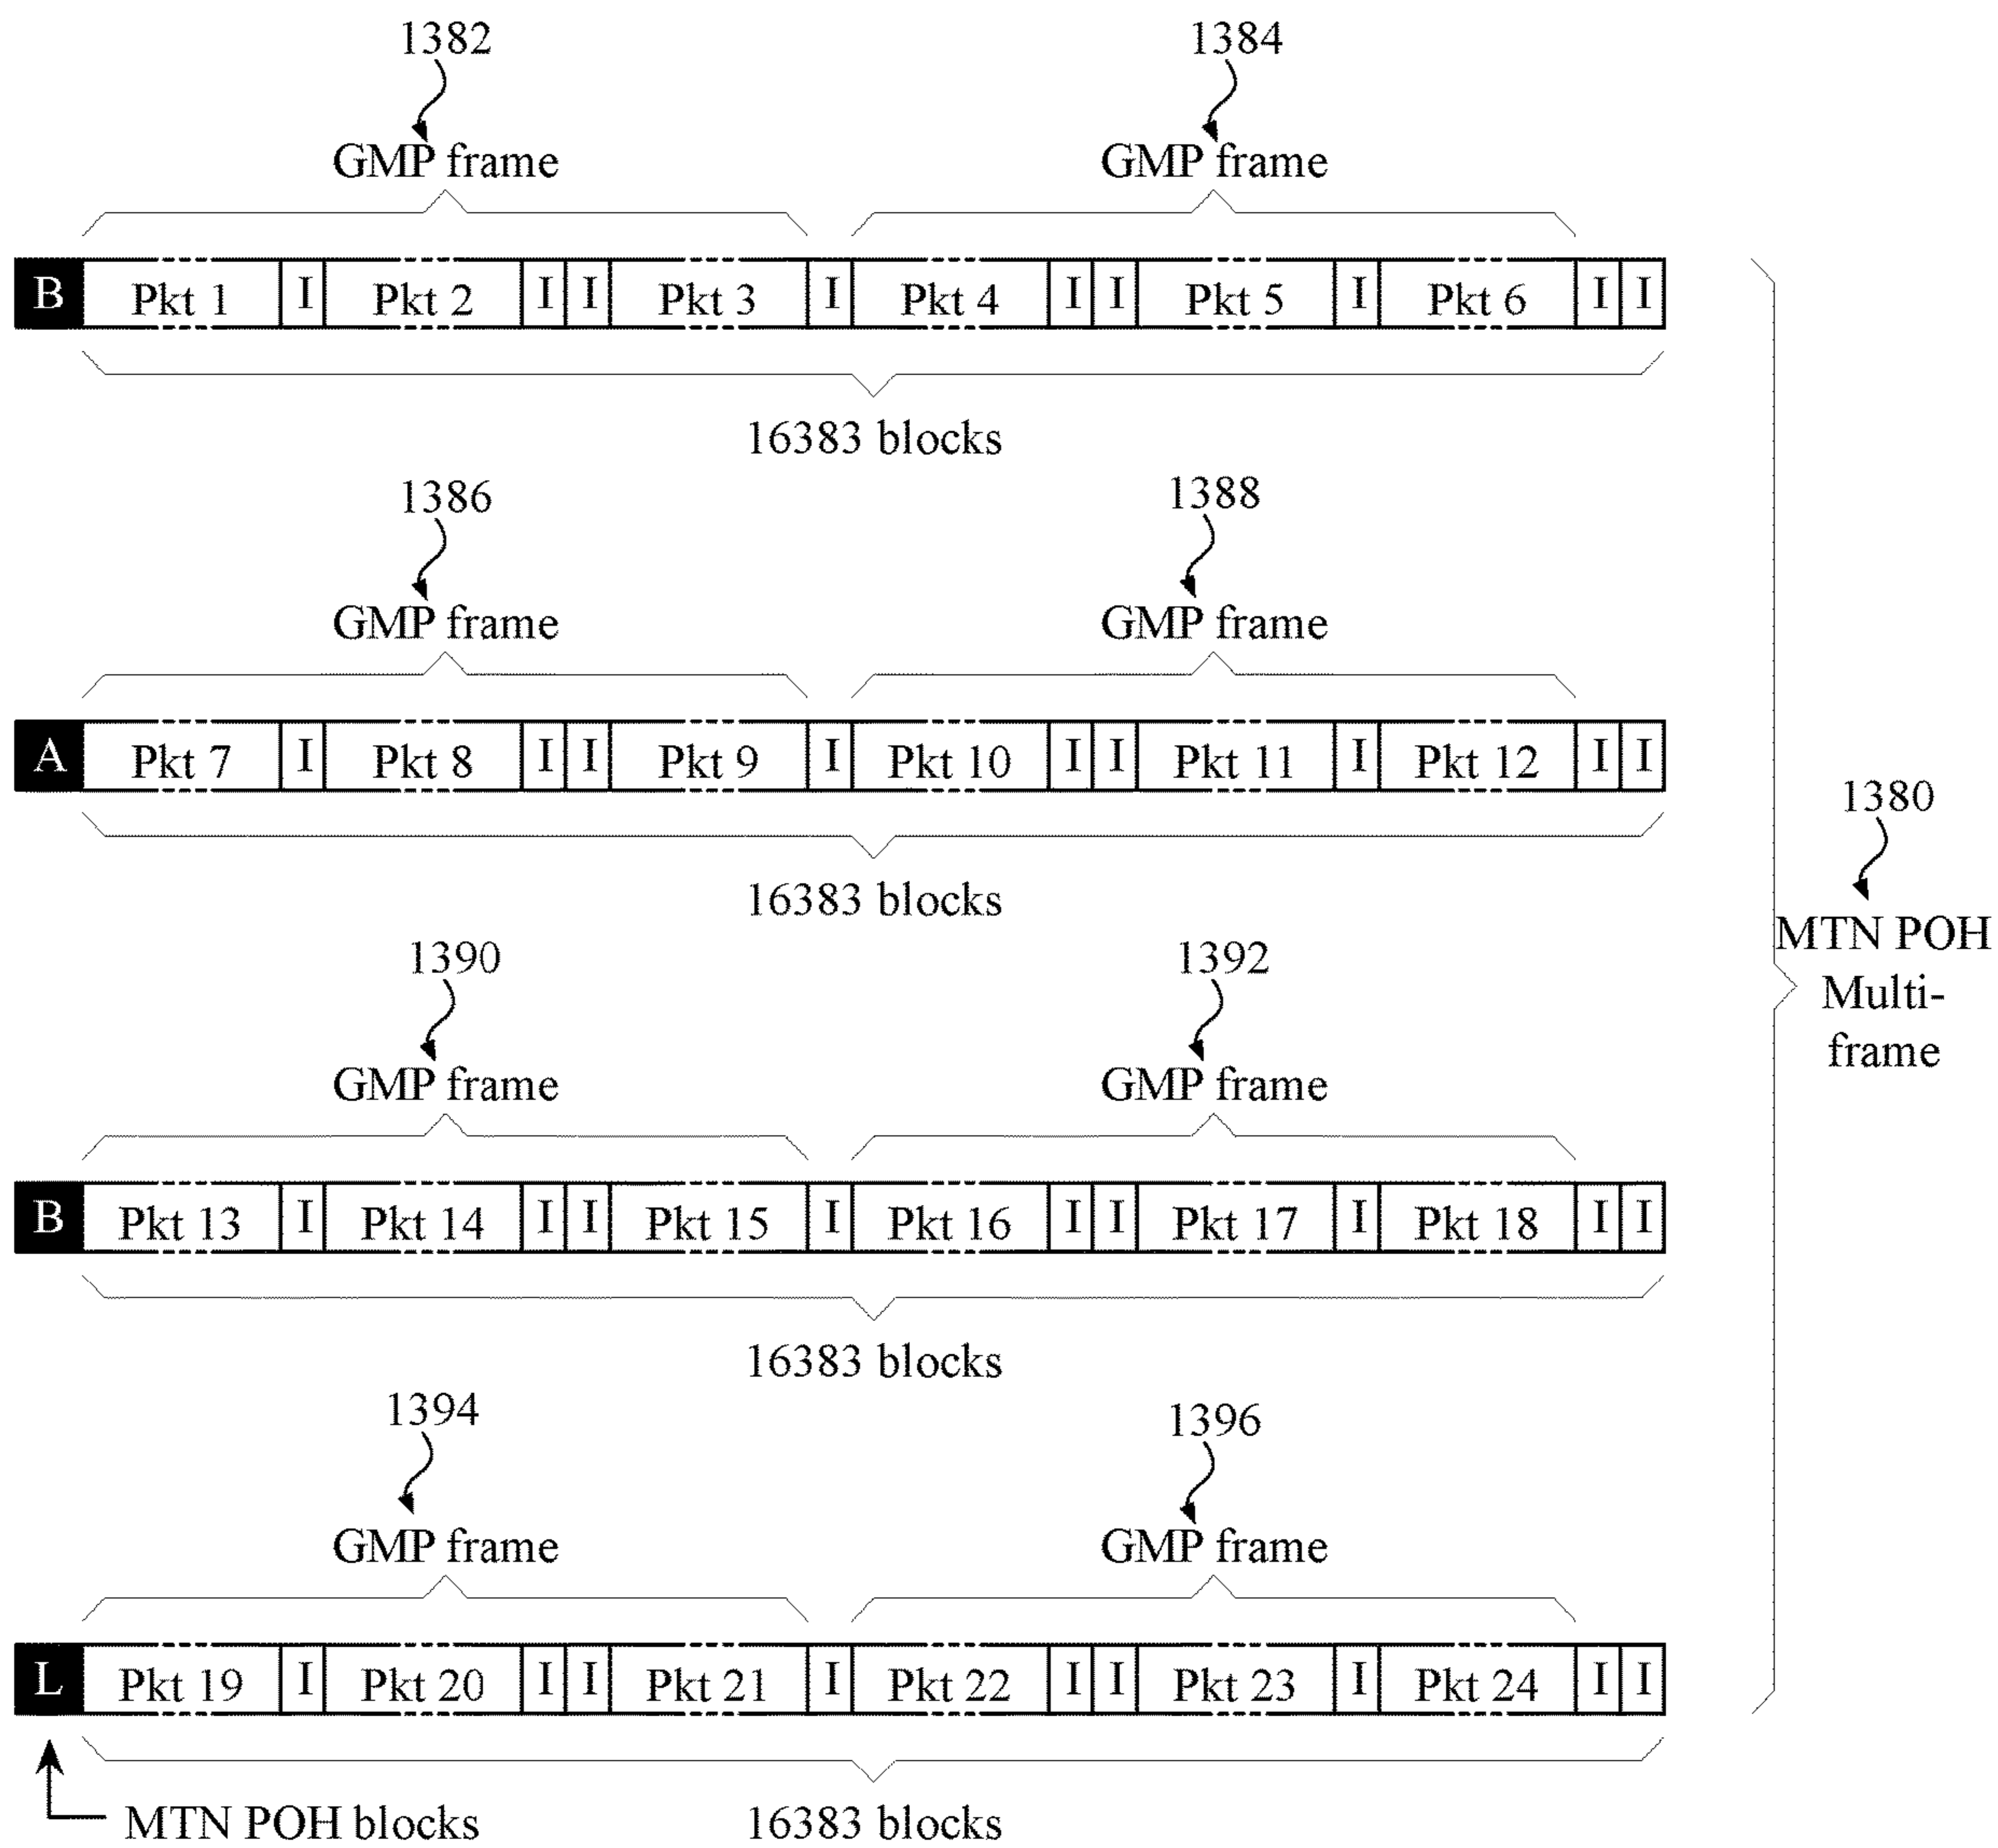 1382 1384
GMP frame GMP frame
B Pkt 1 I Pkt 2 I I Pkt 3 I Pkt 4 I I Pkt 5 I Pkt 6 I I
16383 blocks
1386 1388
GMP frame GMP frame
A Pkt 7 I Pkt 8 I I Pkt 9 I Pkt 10 I I Pkt 11 I Pkt 12 I I
16383 blocks
1380
MTN POH
Multi-
frame
1390 1392
GMP frame GMP frame
B Pkt 13 I Pkt 14 I I Pkt 15 I Pkt 16 I I Pkt 17 I Pkt 18 I I
16383 blocks
1394 1396
GMP frame GMP frame
L Pkt 19 I Pkt 20 I I Pkt 21 I Pkt 22 I I Pkt 23 I Pkt 24 I I
MTN POH blocks 16383 blocks